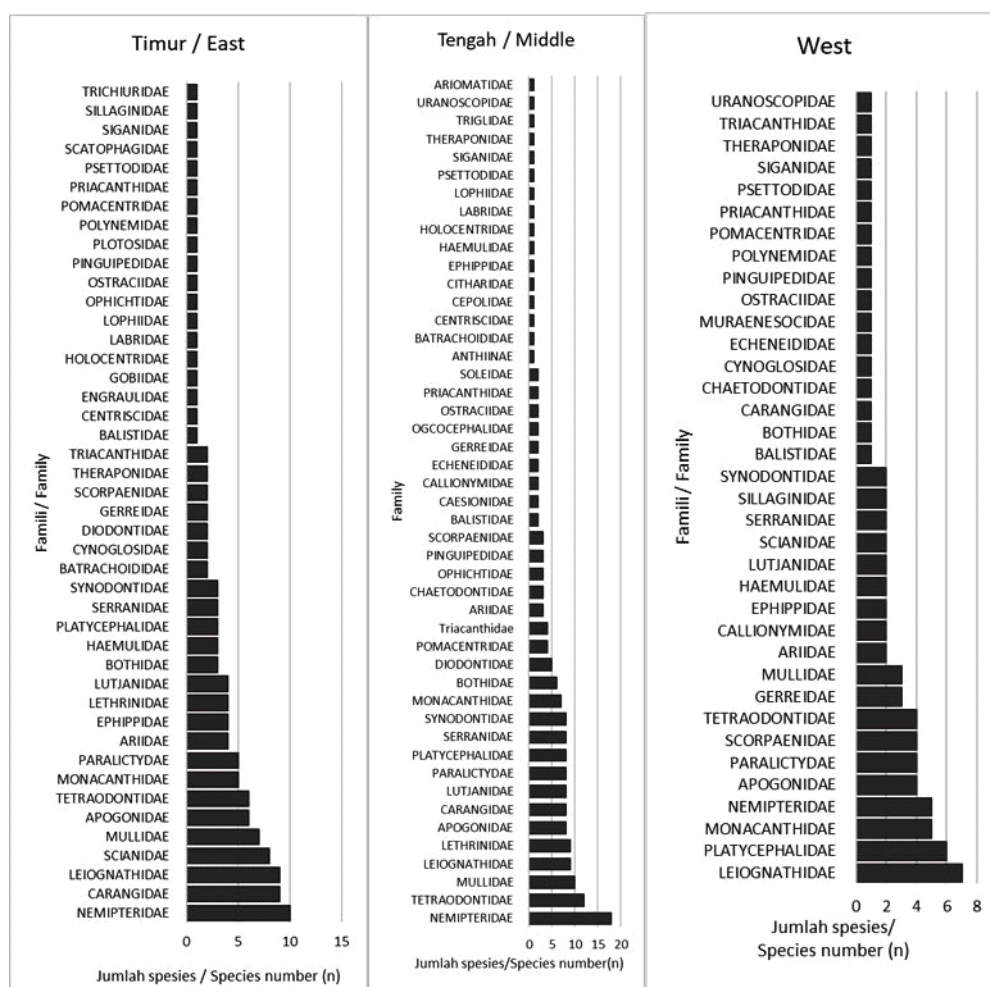 Timur / East
TRICHIURIDAE
SILLAGINIDAE
SIGANIDAE
SCATOPHAGIDAE
PSETTODIDAE
PRIACANTHIDAE
POMACENTRIDAE
POLYNEMIDAE
PLOTOSIDAE
PINGUIPEDIDAE
OSTRACIIDAE
OPHICHTIDAE
LOPHIIDAE
LABRIDAE
HOLOCENTRIDAE
GOBIIDAE
ENGRAULIDAE
CENTRISCIDAE
BALISTIDAE
TRIACANTHIDAE
THERAPONIDAE
SCORPAENIDAE
GERREIDAE
DIODONTIDAE
CYNOGLOSIDAE
BATRACHOIDIDAE
SYNODONTIDAE
SERRANIDAE
PLATYCEPHALIDAE
HAEMULIDAE
BOTHIDAE
LUTJANIDAE
LETHRINIDAE
EPHIPPIDAE
ARIIDAE
PARALICTYDAE
MONACANTHIDAE
TETRAODONTIDAE
APOGONIDAE
MULLIDAE
SCIANIDAE
LEIOGNATHIDAE
CARANGIDAE
NEMIPTERIDAE
Famili / Family
0 5 10 15
Jumlah spesies / Species number (n)
Tengah / Middle
ARIOMATIDAE
URANOSCOPIDAE
TRIGLIDAE
THERAPONIDAE
SIGANIDAE
PSETTODIDAE
LOPHIIDAE
LABRIDAE
HOLOCENTRIDAE
HAEMULIDAE
EPHIPPIDAE
CITHARIDAE
CEPOLIDAE
CENTRISCIDAE
BATRACHOIDIDAE
ANTHIINAE
SOLEIDAE
PRIACANTHIDAE
OSTRACIIDAE
OGCOCEPHALIDAE
GERREIDAE
ECHENEIDIDAE
CALLIONYMIDAE
CAESIONIDAE
BALISTIDAE
SCORPAENIDAE
PINGUIPEDIDAE
OPHICHTIDAE
CHAETODONTIDAE
ARIIDAE
Triacanthidae
POMACENTRIDAE
DIODONTIDAE
BOTHIDAE
MONACANTHIDAE
SYNODONTIDAE
SERRANIDAE
PLATYCEPHALIDAE
PARALICTYDAE
LUTJANIDAE
CARANGIDAE
APOGONIDAE
LETHRINIDAE
LEIOGNATHIDAE
MULLIDAE
TETRAODONTIDAE
NEMIPTERIDAE
Family
0 5 10 15 20
Jumlah spesies/Species number(n)
West
URANOSCOPIDAE
TRIACANTHIDAE
THERAPONIDAE
SIGANIDAE
PSETTODIDAE
PRIACANTHIDAE
POMACENTRIDAE
POLYNEMIDAE
PINGUIPEDIDAE
OSTRACIIDAE
MURAENESOCIDAE
ECHENEIDIDAE
CYNOGLOSIDAE
CHAETODONTIDAE
CARANGIDAE
BOTHIDAE
BALISTIDAE
SYNODONTIDAE
SILLAGINIDAE
SERRANIDAE
SCIANIDAE
LUTJANIDAE
HAEMULIDAE
EPHIPPIDAE
CALLIONYMIDAE
ARIIDAE
MULLIDAE
GERREIDAE
TETRAODONTIDAE
SCORPAENIDAE
PARALICTYDAE
APOGONIDAE
NEMIPTERIDAE
MONACANTHIDAE
PLATYCEPHALIDAE
LEIOGNATHIDAE
Famili / Family
0 2 4 6 8
Jumlah spesies/
Species number (n)